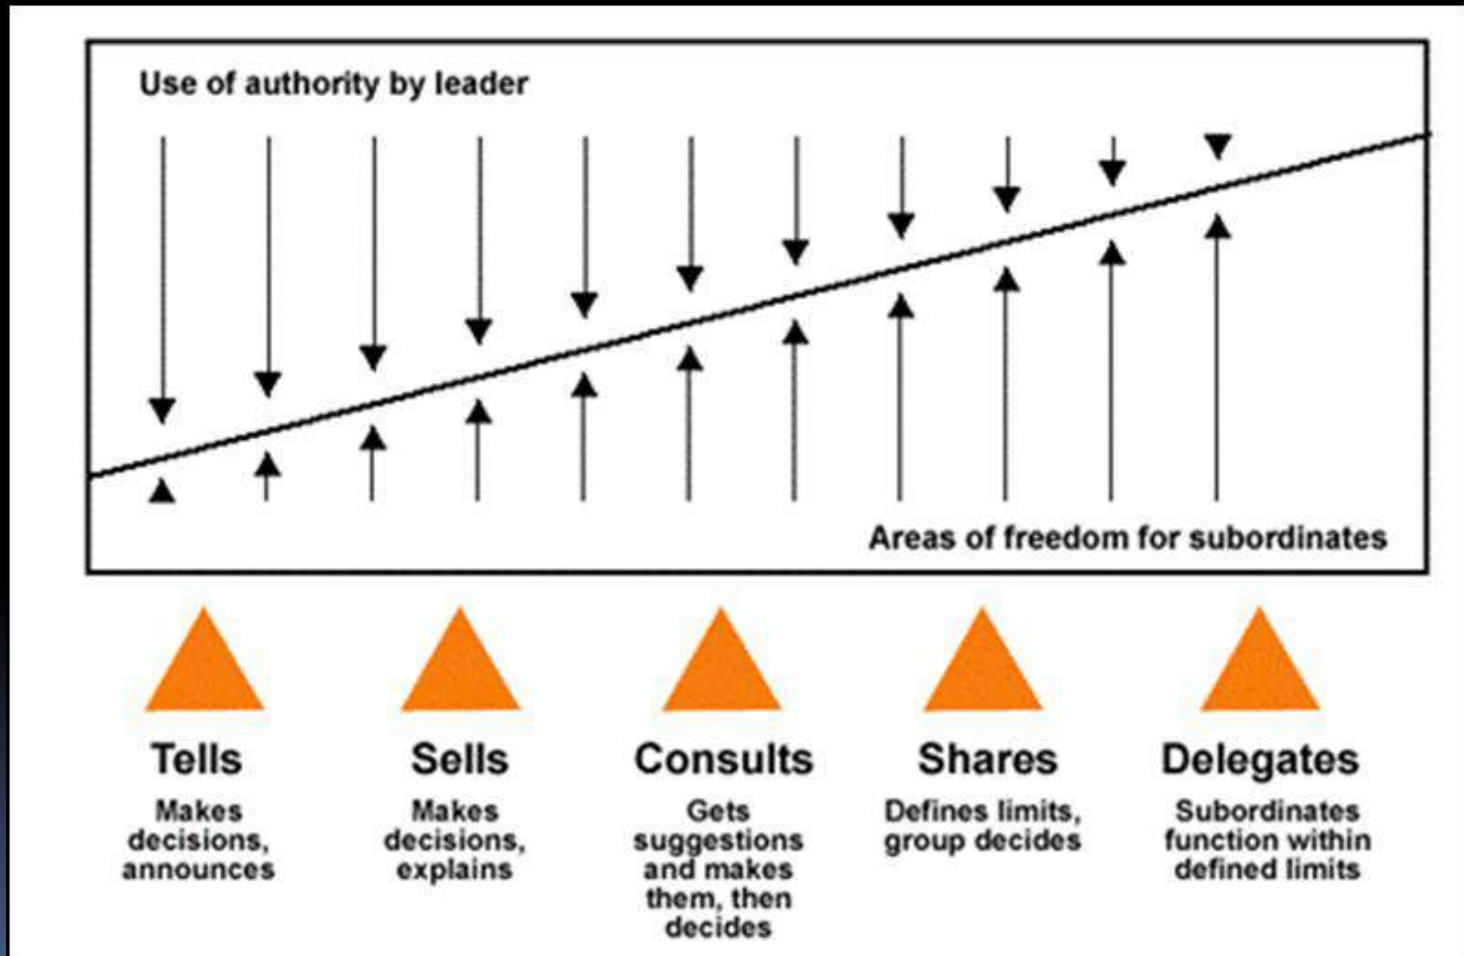 Use of authority by leader
Areas of freedom for subordinates
Tells
Makes
decisions,
announces
Sells
Makes
decisions,
explains
Consults
Gets
suggestions
and makes
them, then
decides
Shares
Defines limits,
group decides
Delegates
Subordinates
function within
defined limits